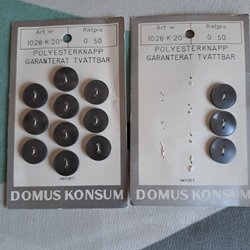 Art. nr Riktpris
1028-K-20 0.50
POLYESTERKNAPP
GARANTERAT TVÄTTBAR
IMPORT
DOMUS KONSUM
Art. nr Riktpris
1028-K-20 0.50
POLYESTERKNAPP
GARANTERAT TVÄTTBAR
IMPORT
DOMUS KONSUM